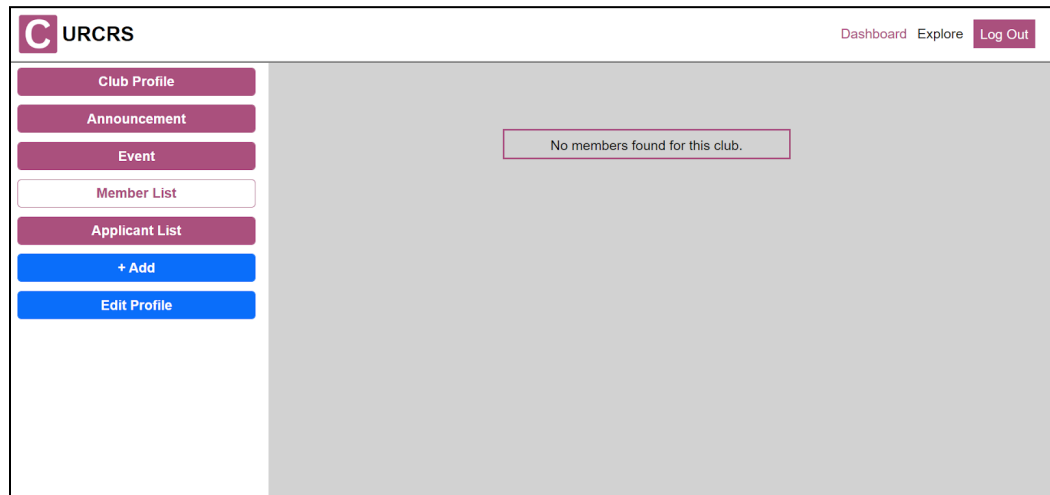 C URCRS
Dashboard Explore Log Out
Club Profile
Announcement
Event
Member List
Applicant List
+ Add
Edit Profile
No members found for this club.